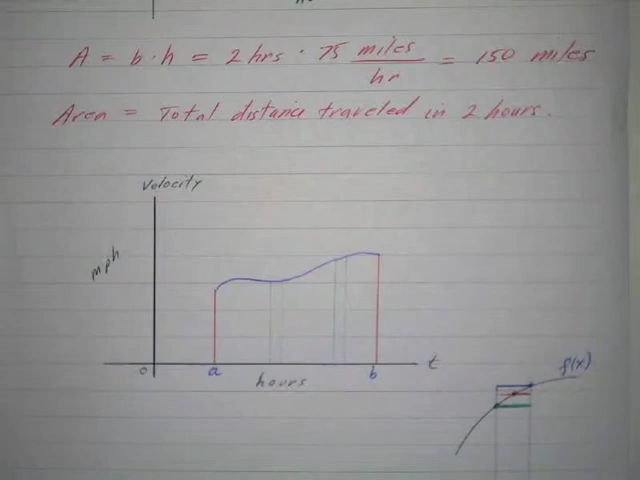 A = b · h = 2 hrs · 75 miles/hr = 150 miles
Area = Total distance traveled in 2 hours.
Velocity
mph
0 a b t
hours
f(x)